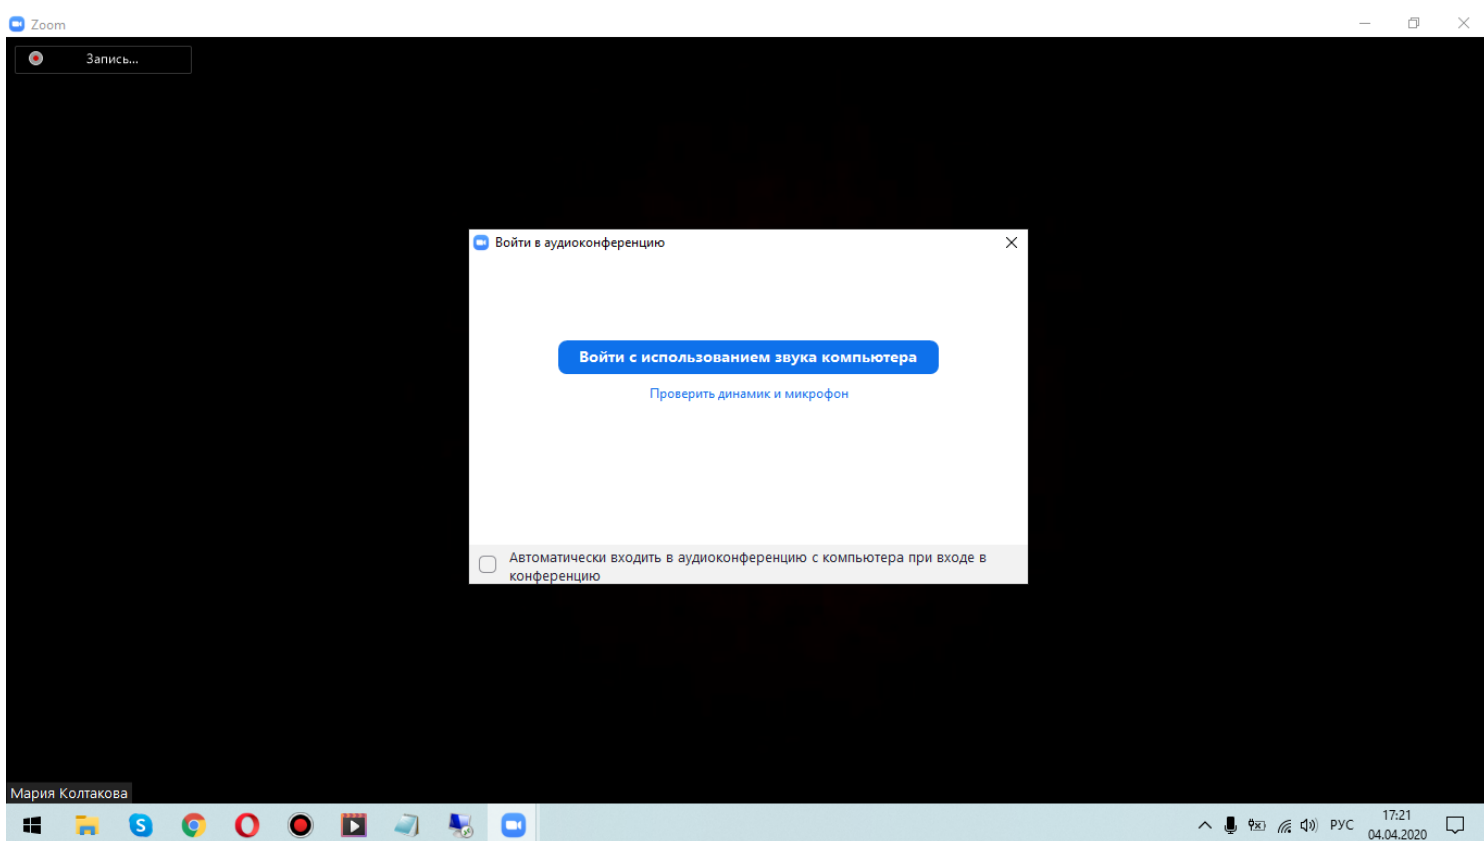 Zoom
Запись...
Войти в аудиоконференцию
Войти с использованием звука компьютера
Проверить динамик и микрофон
Автоматически входить в аудиоконференцию с компьютера при входе в
конференцию
Мария Колтакова
РУС
17:21
04.04.2020